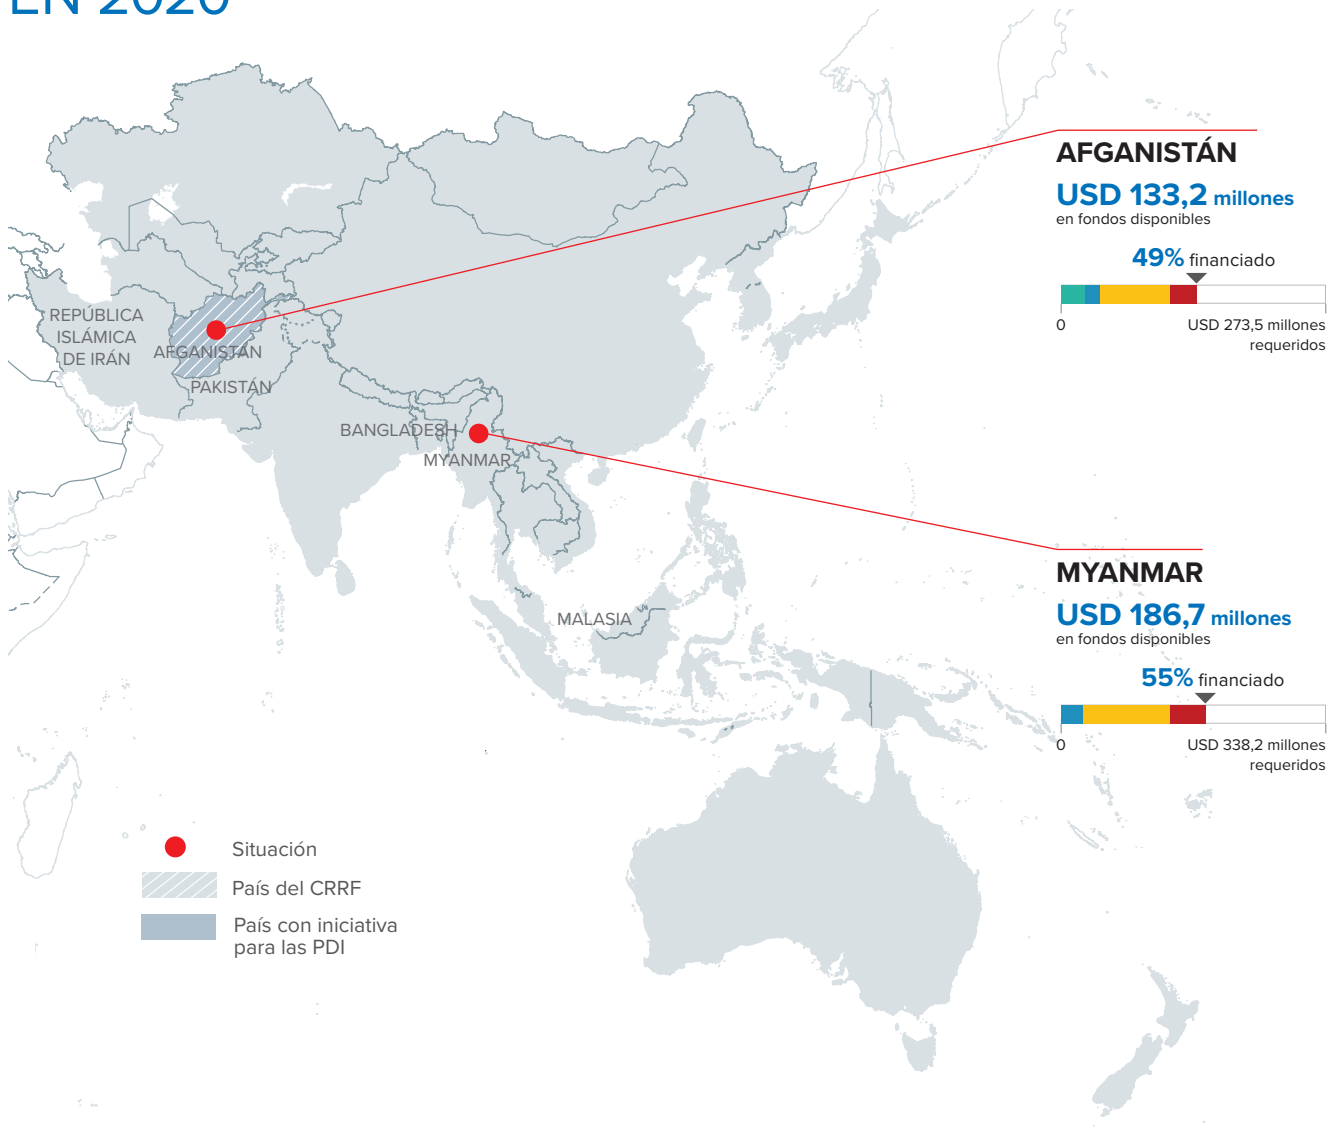 EN 2020
AFGANISTÁN
USD 133,2 millones
en fondos disponibles
49% financiado
0
USD 273,5 millones
requeridos
REPÚBLICA
ISLÁMICA
DE IRÁN
AFGANISTÁN
PAKISTÁN
BANGLADESH
MYANMAR
MALASIA
MYANMAR
USD 186,7 millones
en fondos disponibles
55% financiado
0
USD 338,2 millones
requeridos
Situación
País del CRRF
País con iniciativa
para las PDI